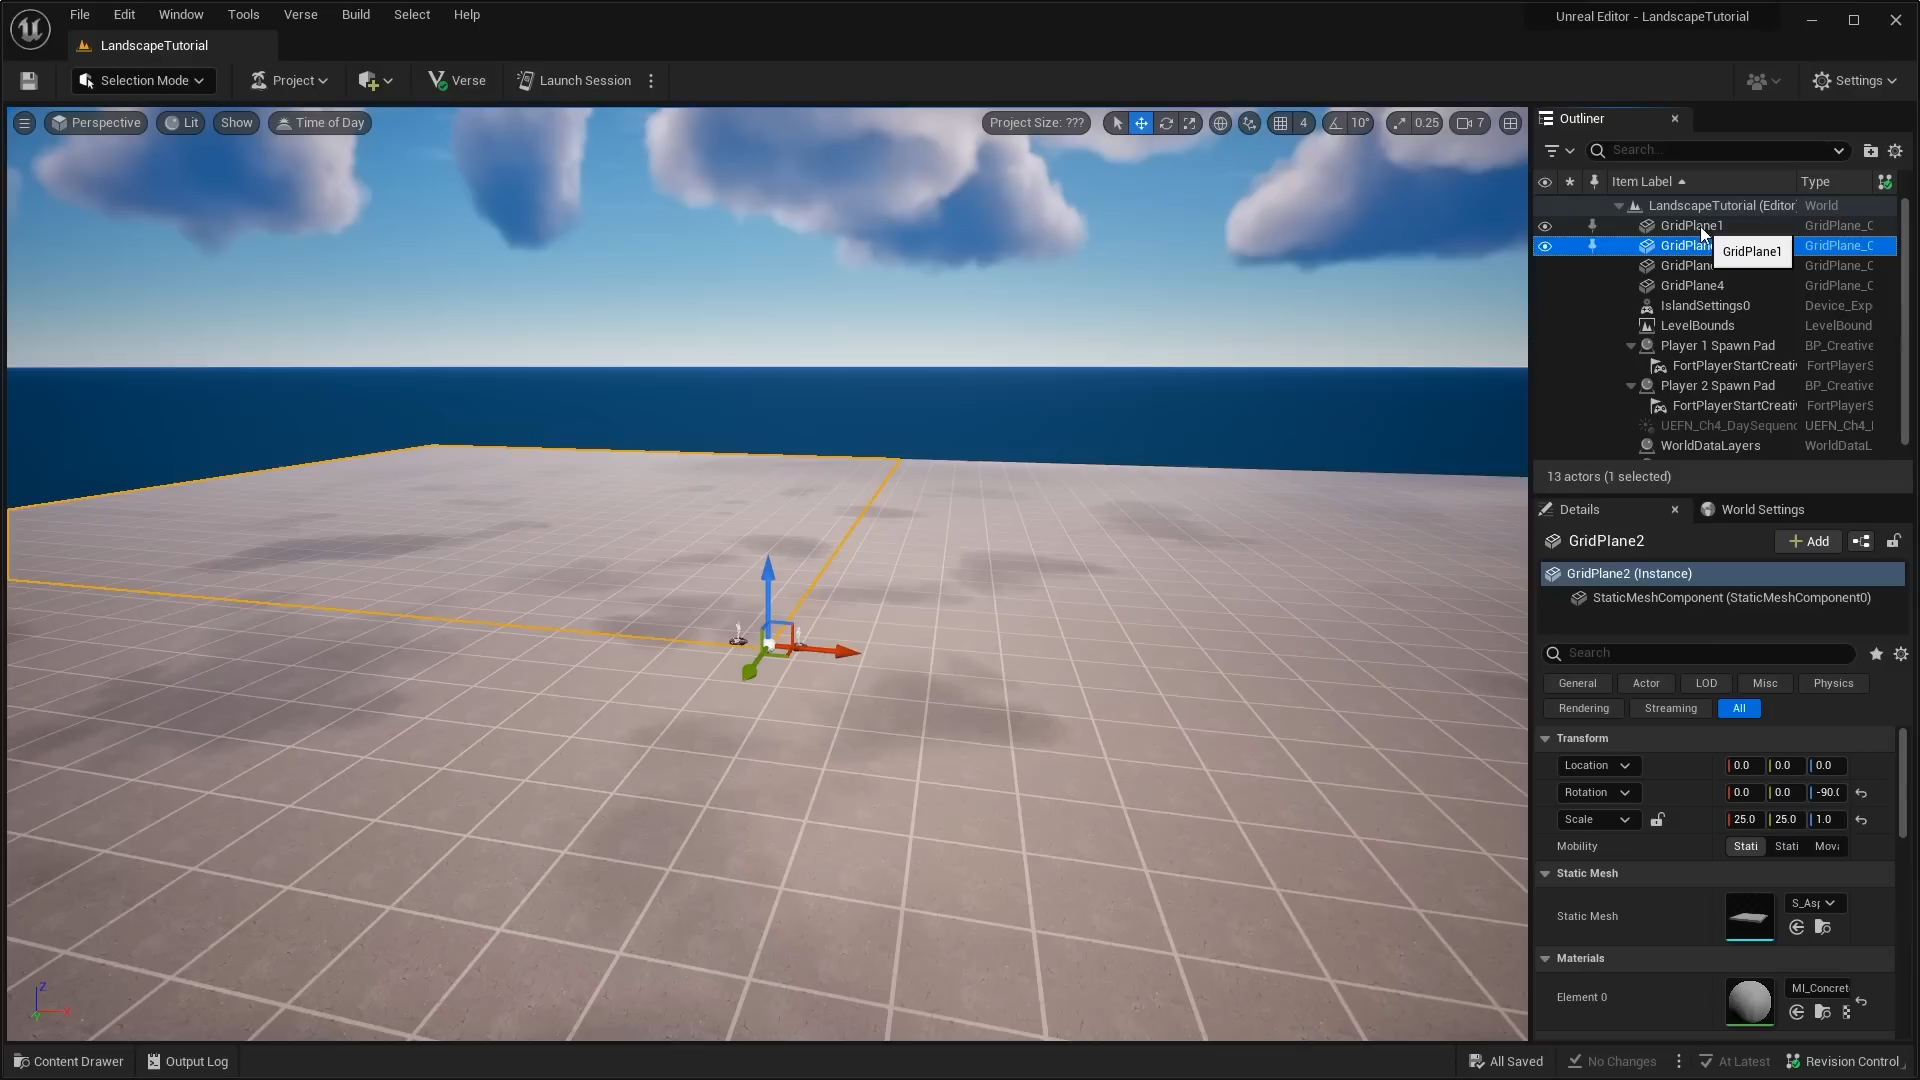 File Edit Window Tools Verse Build Select Help
Unreal Editor - LandscapeTutorial
LandscapeTutorial
Selection Mode Project Verse Launch Session Settings
Perspective Lit Show Time of Day Project Size: ??? 4 10° 0.25 7
Outliner
Search...
Item Label Type
LandscapeTutorial (Editor World
GridPlane1 GridPlane_C
GridPlan GridPlane_C
GridPlane1
GridPlan GridPlane_C
GridPlane4 GridPlane_C
IslandSettings0 Device_Exp
LevelBounds LevelBound
Player 1 Spawn Pad BP_Creative
FortPlayerStartCreati FortPlayerS
Player 2 Spawn Pad BP_Creative
FortPlayerStartCreati FortPlayerS
UEFN_Ch4_DaySequenc UEFN_Ch4_
WorldDataLayers WorldDataL
13 actors (1 selected)
Details World Settings
GridPlane2 Add
GridPlane2 (Instance)
StaticMeshComponent (StaticMeshComponent0)
Search
General Actor LOD Misc Physics
Rendering Streaming All
Transform
Location 0.0 0.0 0.0
Rotation 0.0 0.0 -90.(
Scale 25.0 25.0 1.0
Mobility Stati Stati Mov
Static Mesh
Static Mesh S_Asp
Materials
Element 0 MI_Concret
Z
X
Y
Content Drawer Output Log All Saved No Changes At Latest Revision Control